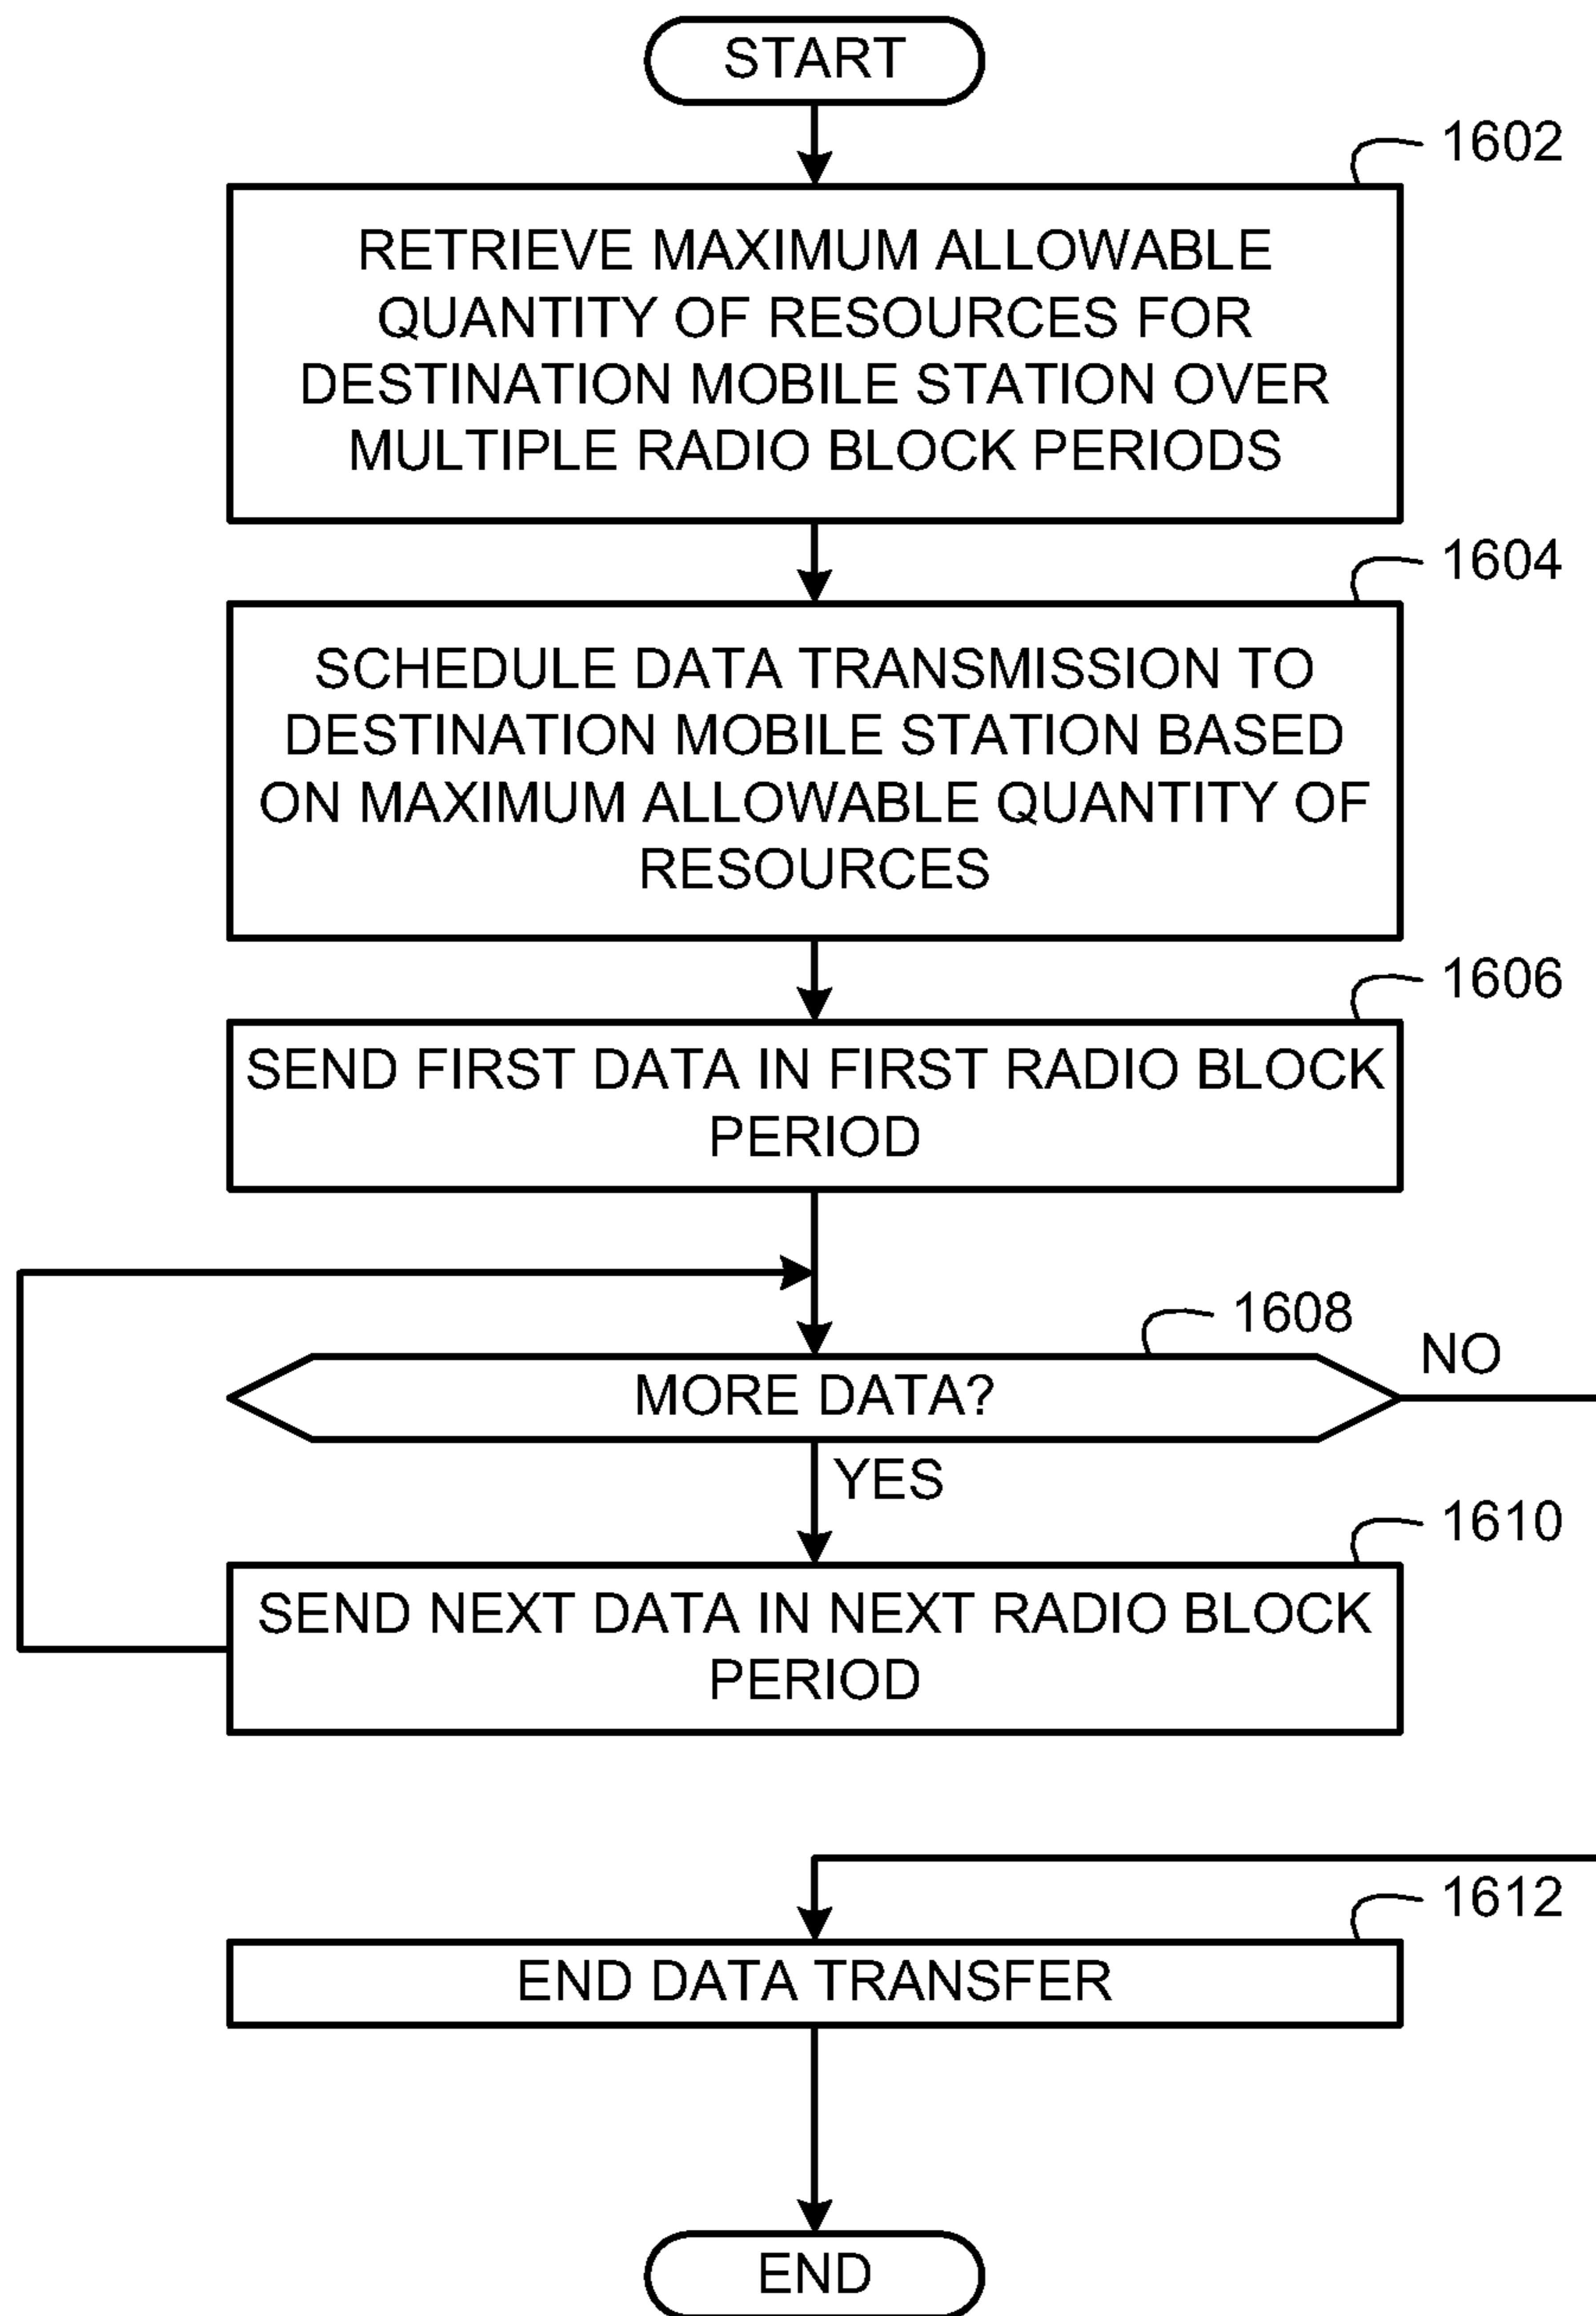 START
1602
RETRIEVE MAXIMUM ALLOWABLE
QUANTITY OF RESOURCES FOR
DESTINATION MOBILE STATION OVER
MULTIPLE RADIO BLOCK PERIODS
1604
SCHEDULE DATA TRANSMISSION TO
DESTINATION MOBILE STATION BASED
ON MAXIMUM ALLOWABLE QUANTITY OF
RESOURCES
1606
SEND FIRST DATA IN FIRST RADIO BLOCK
PERIOD
1608
NO
MORE DATA?
YES
1610
SEND NEXT DATA IN NEXT RADIO BLOCK
PERIOD
1612
END DATA TRANSFER
END